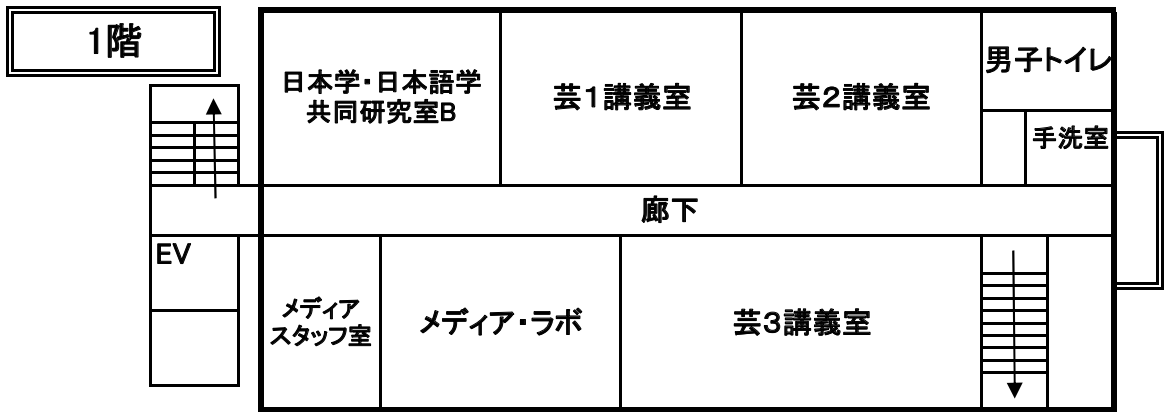 1階
日本学・日本語学
共同研究室B
芸1講義室
芸2講義室
男子トイレ
手洗室
廊下
EV
メディア
スタッフ室
メディア・ラボ
芸3講義室